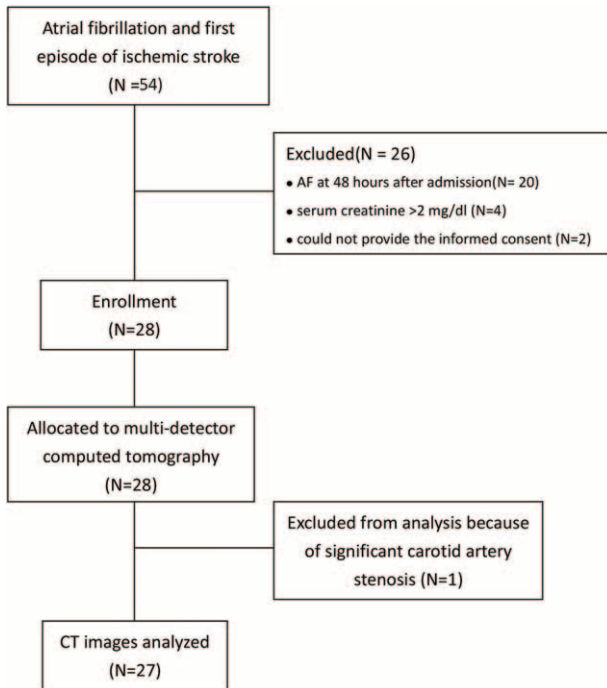 Atrial fibrillation and first
episode of ischemic stroke
(N =54)
Excluded(N = 26)
• AF at 48 hours after admission(N= 20)
• serum creatinine >2 mg/dl (N=4)
• could not provide the informed consent (N=2)
Enrollment
(N=28)
Allocated to multi-detector
computed tomography
(N=28)
Excluded from analysis because
of significant carotid artery
stenosis (N=1)
CT images analyzed
(N=27)